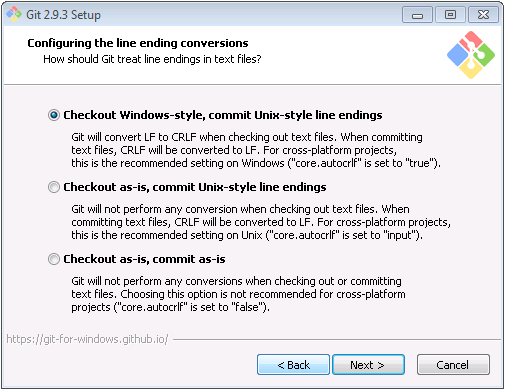 Git 2.9.3 Setup
Configuring the line ending conversions
How should Git treat line endings in text files?
Checkout Windows-style, commit Unix-style line endings
Git will convert LF to CRLF when checking out text files. When committing
text files, CRLF will be converted to LF. For cross-platform projects,
this is the recommended setting on Windows ("core.autocrlf" is set to "true").
Checkout as-is, commit Unix-style line endings
Git will not perform any conversion when checking out text files. When
committing text files, CRLF will be converted to LF. For cross-platform projects,
this is the recommended setting on Unix ("core.autocrlf" is set to "input").
Checkout as-is, commit as-is
Git will not perform any conversions when checking out or committing
text files. Choosing this option is not recommended for cross-platform
projects ("core.autocrlf" is set to "false").
https://git-for-windows.github.io/
< Back
Next >
Cancel